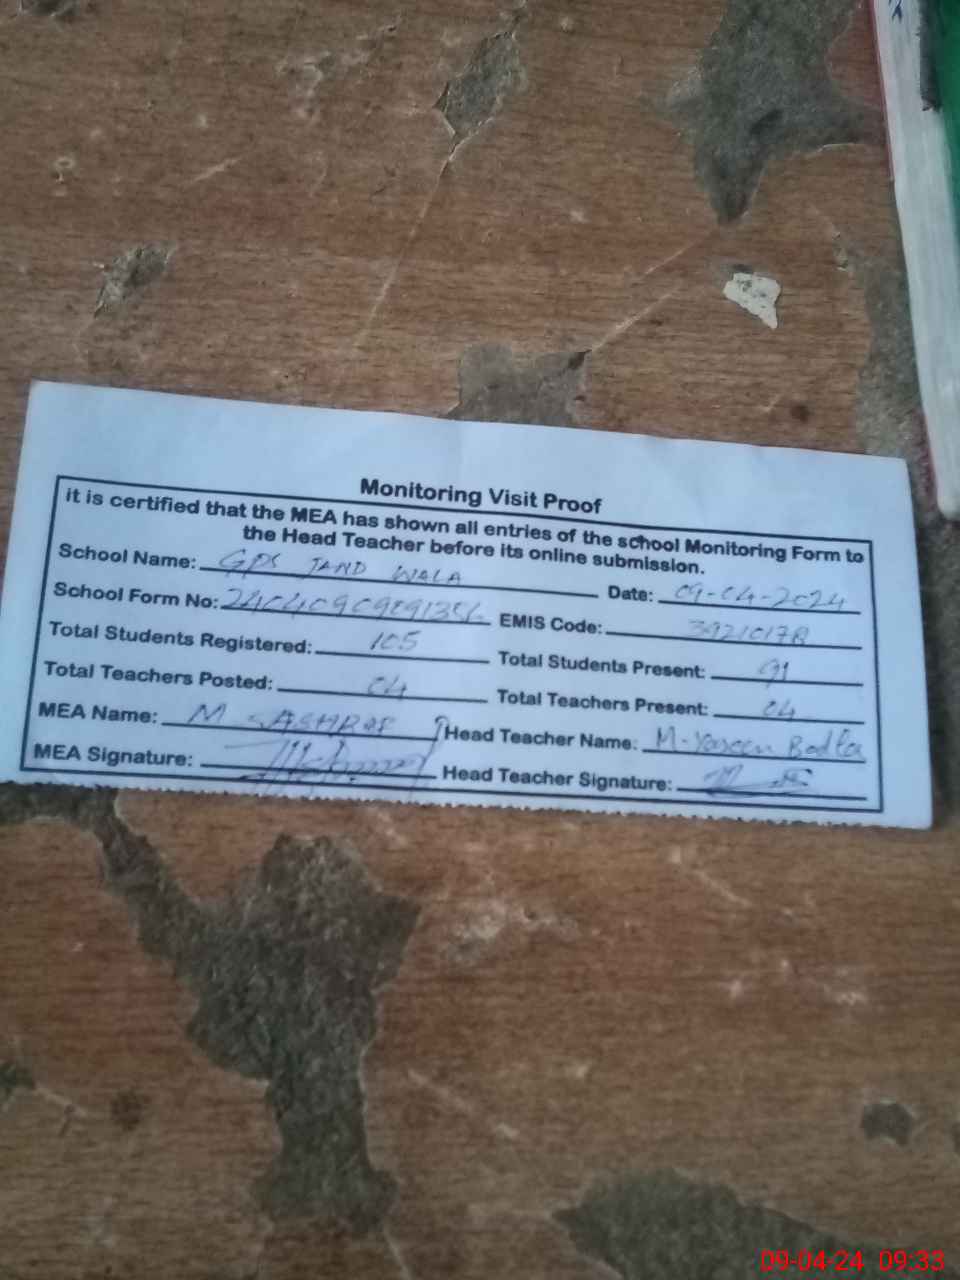 Monitoring Visit Proof
it is certified that the MEA has shown all entries of the school Monitoring Form to
the Head Teacher before its online submission.
School Name: GPS JAND WALA
Date: 09-04-2024
School Form No:
EMIS Code:
Total Students Registered: 105
Total Students Present: 91
Total Teachers Posted: 04
Total Teachers Present: 04
MEA Name: M
Head Teacher Name: M-Yaseen
MEA Signature:
Head Teacher Signature:
09-04-24 09:33